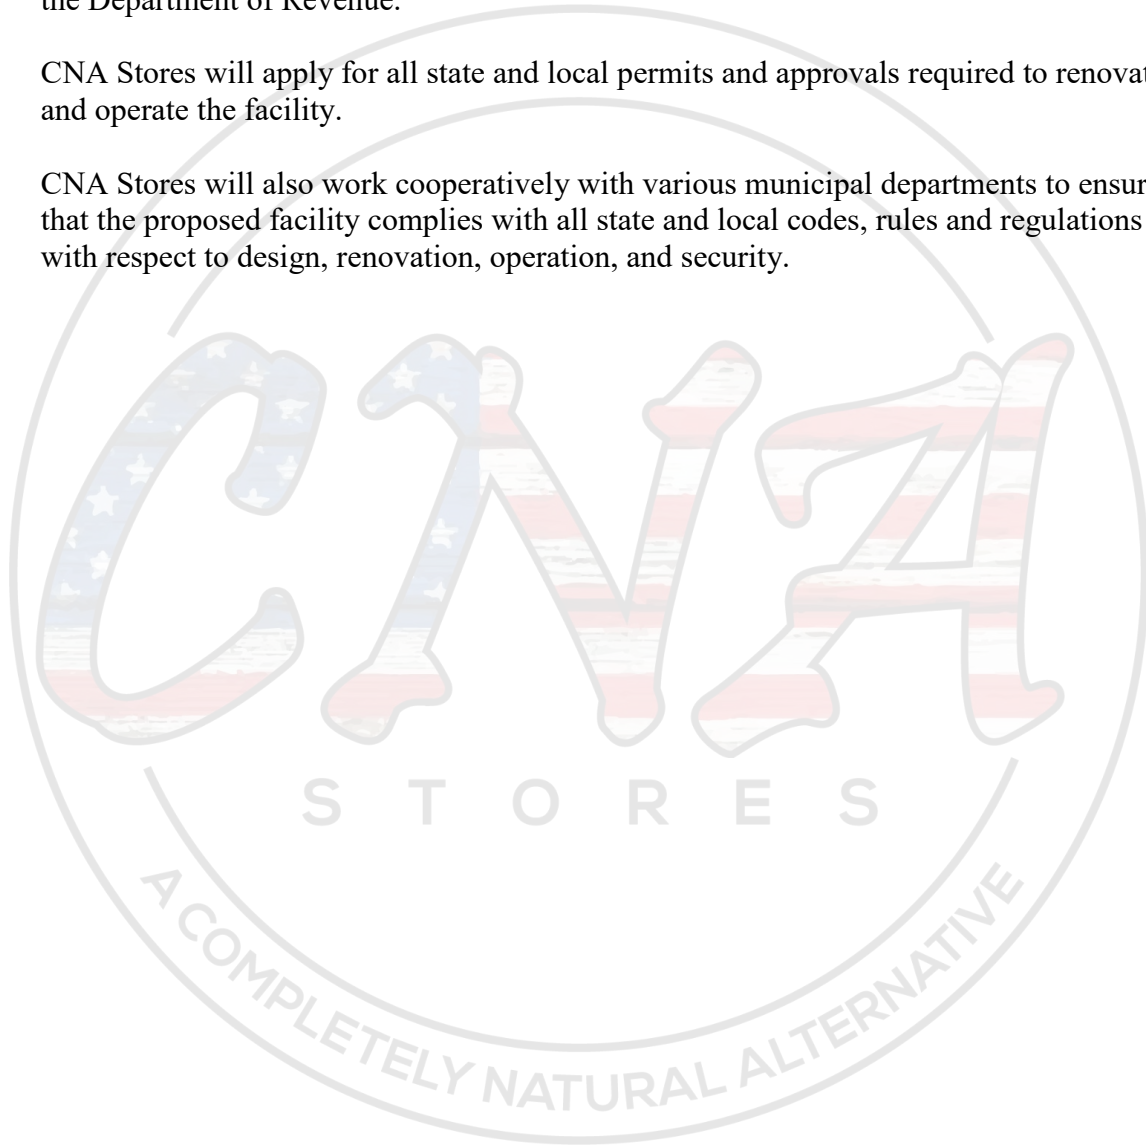 the Department of Revenue.
CNA Stores will apply for all state and local permits and approvals required to renovat
and operate the facility.
CNA Stores will also work cooperatively with various municipal departments to ensur
that the proposed facility complies with all state and local codes, rules and regulations
with respect to design, renovation, operation, and security.
CNA
STORES
A COMPLETELY NATURAL ALTERNATIVE